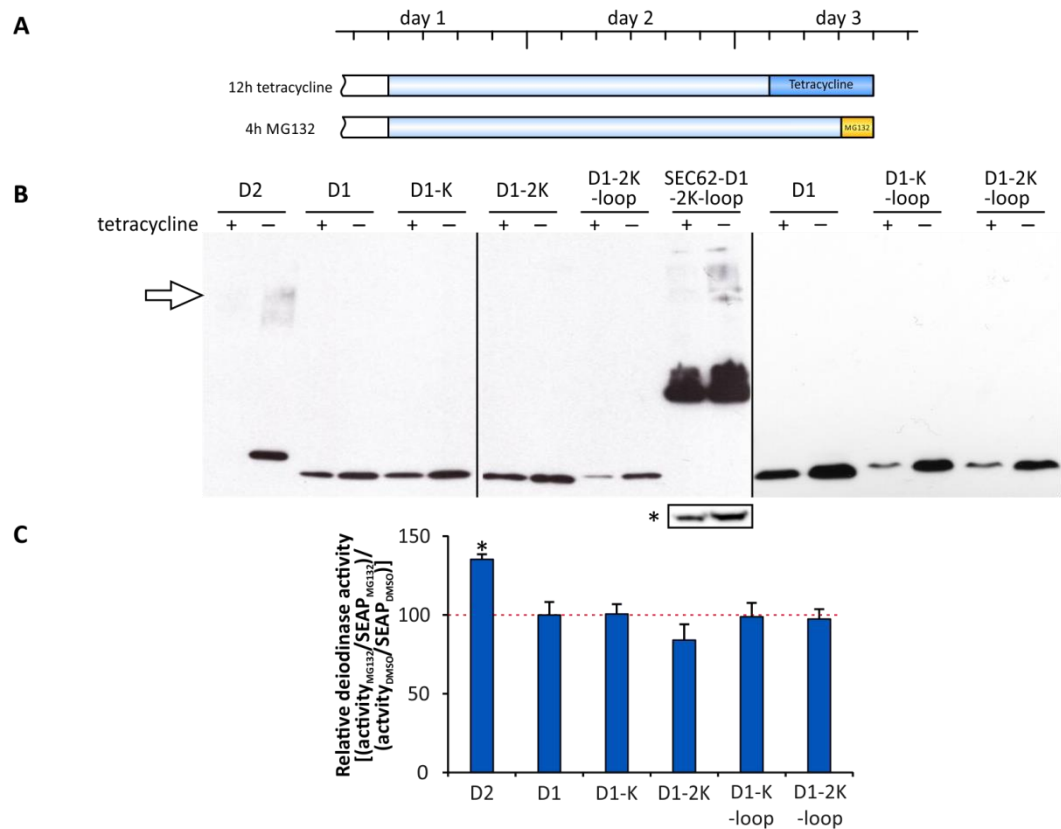 A
day 1 day 2 day 3
12h tetracycline Tetracycline
4h MG132 MG132
B
D2 D1 D1-K D1-2K D1-2K-loop SEC62-D1-2K-loop D1 D1-K-loop D1-2K-loop
tetracycline + − + − + − + − + − + − + − + − + −
*
C
Relative deiodinase activity
[(activityMG132/SEAPMG132)/
(actvityDMSO/SEAPDMSO)]
150
100
50
0
*
D2 D1 D1-K D1-2K D1-K-loop D1-2K-loop